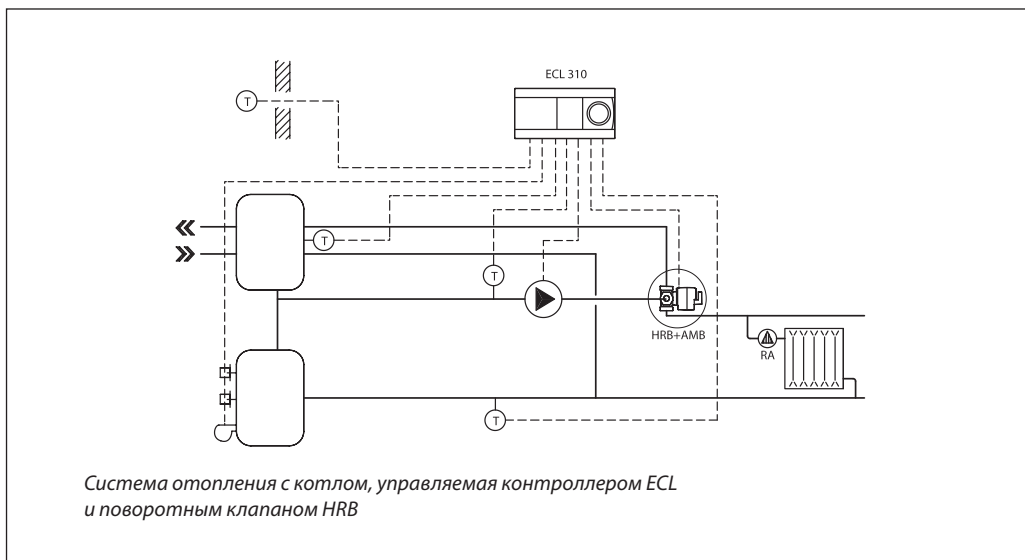 ECL 310
T
T
T
HRB+AMB
RA
T
Система отопления с котлом, управляемая контроллером ECL
и поворотным клапаном HRB